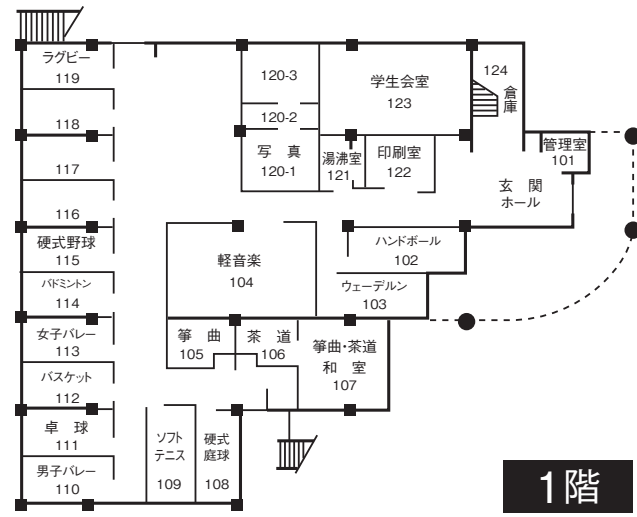 ラグビー
119
118
117
116
硬式野球
115
バドミントン
114
女子バレー
113
バスケット
112
卓 球
111
男子バレー
110
120-3
120-2
写 真
120-1
学生会室
123
湯沸室
121
印刷室
122
124
倉庫
管理室
101
玄 関
ホール
ハンドボール
102
ウェーデルン
103
軽音楽
104
箏 曲
105
茶 道
106
箏曲・茶道
和 室
107
ソフト
テニス
109
硬式
庭球
108
1階